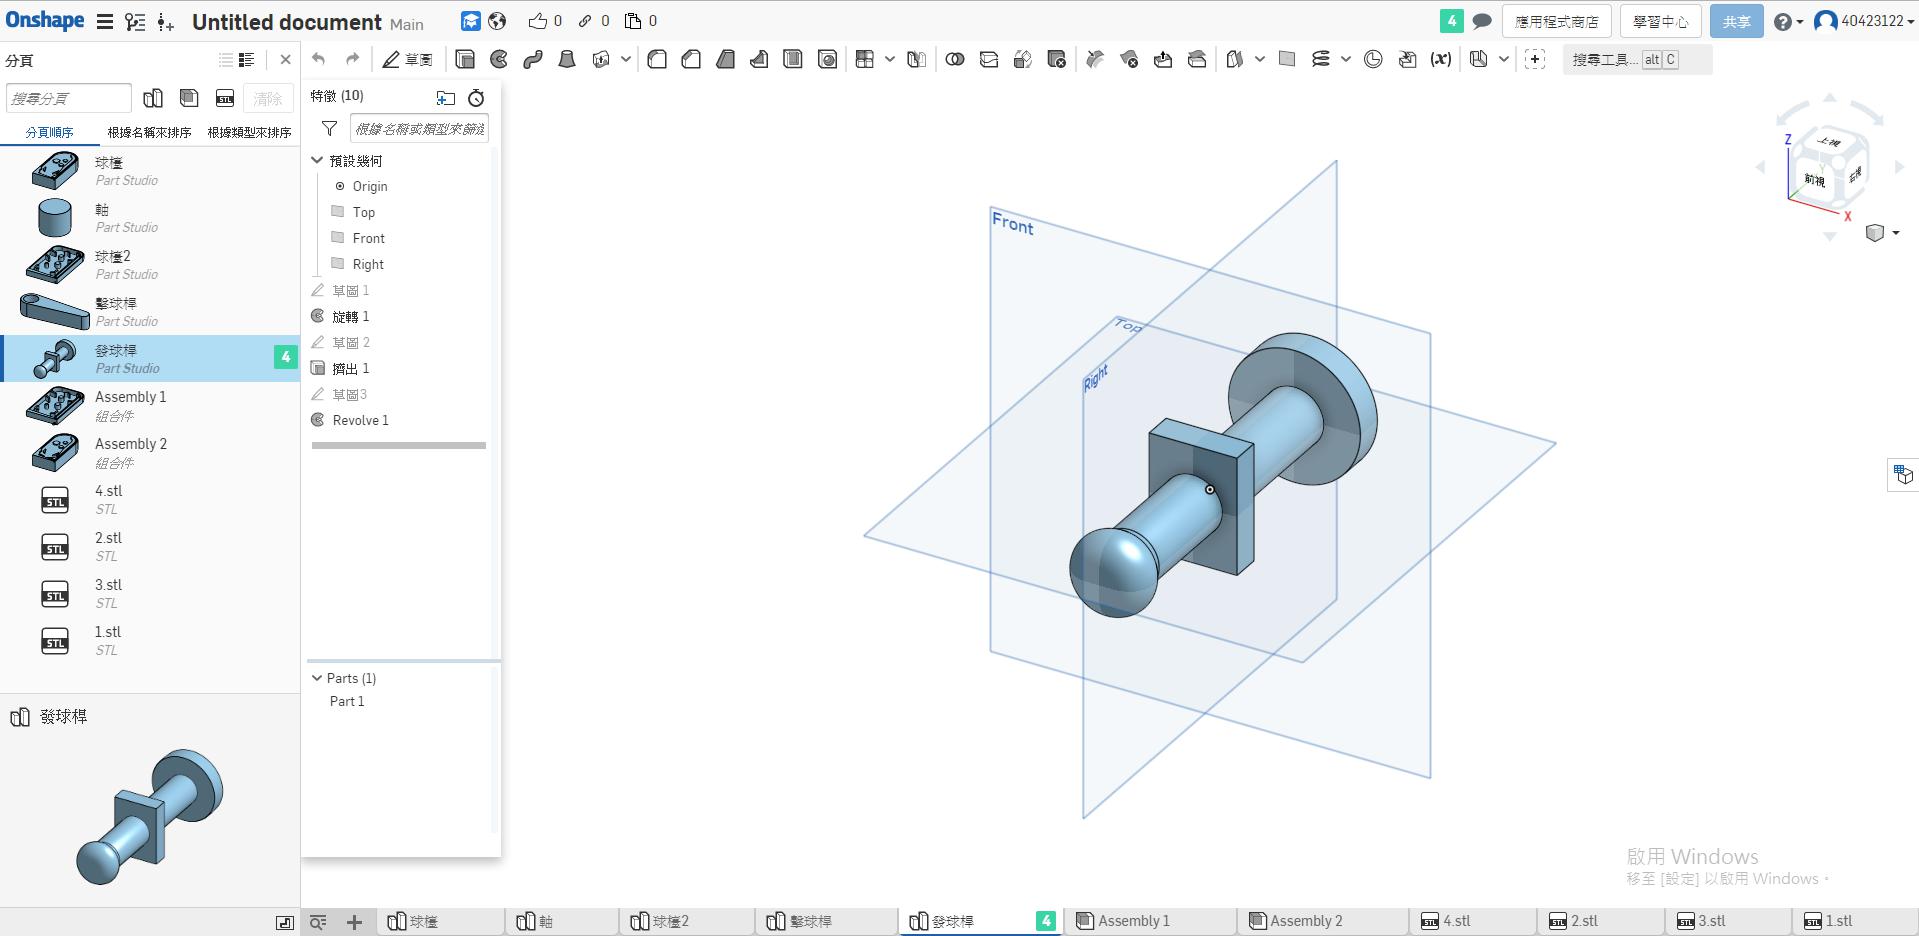 Onshape
Untitled document Main
0
0
0
4
應用程式商店
學習中心
共享
40423122
分頁
草圖
搜尋工具... alt C
搜尋分頁
清除
分頁順序
根據名稱來排序
根據類型來排序
球檯
Part Studio
軸
Part Studio
球檯2
Part Studio
擊球桿
Part Studio
發球桿
Part Studio
4
Assembly 1
組合件
Assembly 2
組合件
4.stl
STL
2.stl
STL
3.stl
STL
1.stl
STL
發球桿
特徵 (10)
根據名稱或類型來篩選
預設幾何
Origin
Top
Front
Right
草圖 1
旋轉 1
草圖 2
擠出 1
草圖3
Revolve 1
Parts (1)
Part 1
Front
Top
Right
Z
上視
Y
前視
右視
X
啟用 Windows
移至 [設定] 以啟用 Windows。
球檯
軸
球檯2
擊球桿
發球桿
4
Assembly 1
Assembly 2
4.stl
2.stl
3.stl
1.stl